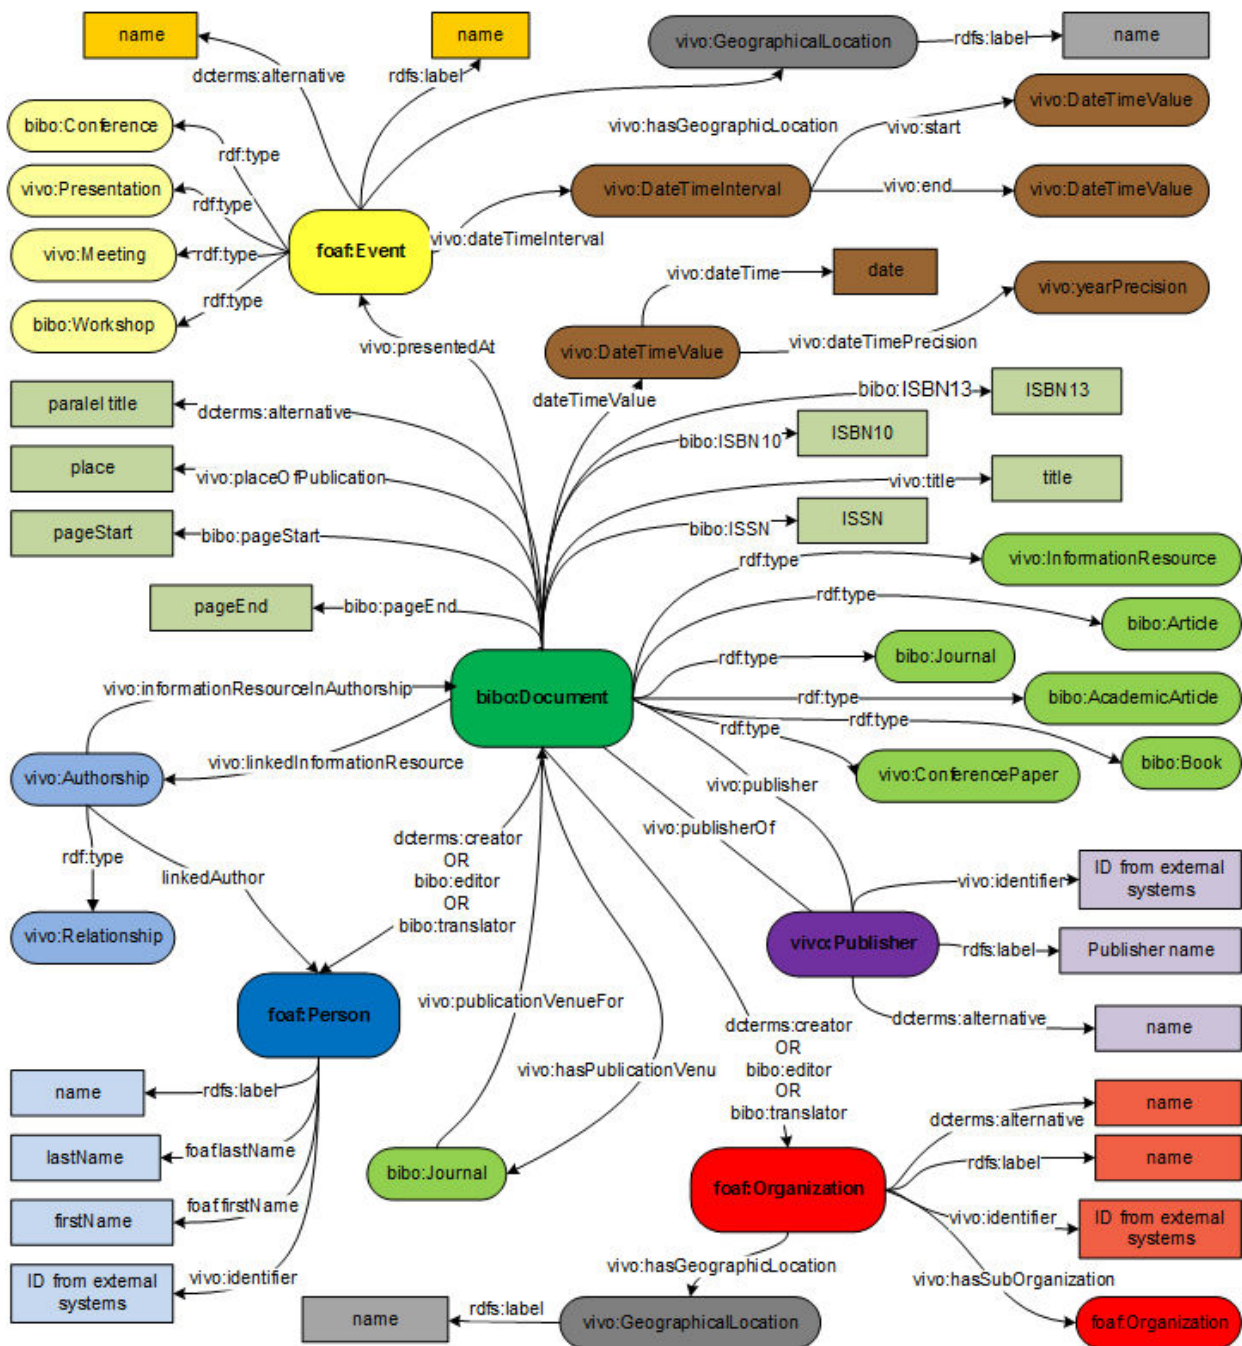 name
name
vivo:GeographicalLocation
rdfs:label
name
dcterms:alternative
rdfs:label
vivo:DateTimeValue
bibo:Conference
vivo:hasGeographicLocation
vivo:start
rdf:type
vivo:Presentation
vivo:DateTimeInterval
vivo:end
vivo:DateTimeValue
rdf:type
foaf:Event
vivo:dateTimeInterval
vivo:Meeting
rdf:type
vivo:dateTime
date
vivo:yearPrecision
rdf:type
bibo:Workshop
vivo:presentedAt
vivo:DateTimeValue
vivo:dateTimePrecision
paralel title
dcterms:alternative
dateTimeValue
bibo:ISBN13
ISBN13
bibo:ISBN10
ISBN10
place
vivo:placeOfPublication
vivo:title
title
pageStart
bibo:pageStart
bibo:ISSN
ISSN
rdf:type
vivo:InformationResource
pageEnd
bibo:pageEnd
rdf:type
bibo:Article
rdf:type
bibo:Journal
vivo:informationResourceInAuthorship
bibo:Document
rdf:type
bibo:AcademicArticle
rdf:type
rdf:type
vivo:linkedInformationResource
vivo:Authorship
vivo:ConferencePaper
bibo:Book
vivo:publisher
vivo:publisherOf
dcterms:creator
OR
bibo:editor
OR
bibo:translator
rdf:type
linkedAuthor
vivo:identifier
ID from external
systems
vivo:Relationship
vivo:Publisher
rdfs:label
Publisher name
foaf:Person
vivo:publicationVenueFor
dcterms:creator
OR
bibo:editor
OR
bibo:translator
dcterms:alternative
name
vivo:hasPublicationVenu
name
rdfs:label
dcterms:alternative
name
lastName
foaf:lastName
rdfs:label
name
bibo:Journal
foaf:Organization
firstName
foaf:firstName
vivo:identifier
ID from external
systems
ID from external
systems
vivo:identifier
vivo:hasGeographicLocation
vivo:hasSubOrganization
name
rdfs:label
vivo:GeographicalLocation
foaf:Organization